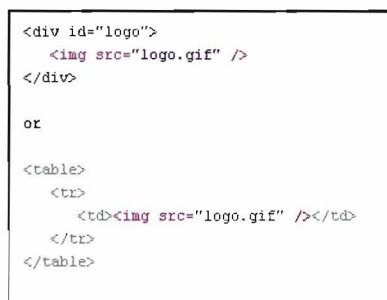 <div id="logo">
<img src="logo.gif" />
</div>
or
<table>
<tr>
<td><img src="logo.gif" /></td>
</tr>
</table>